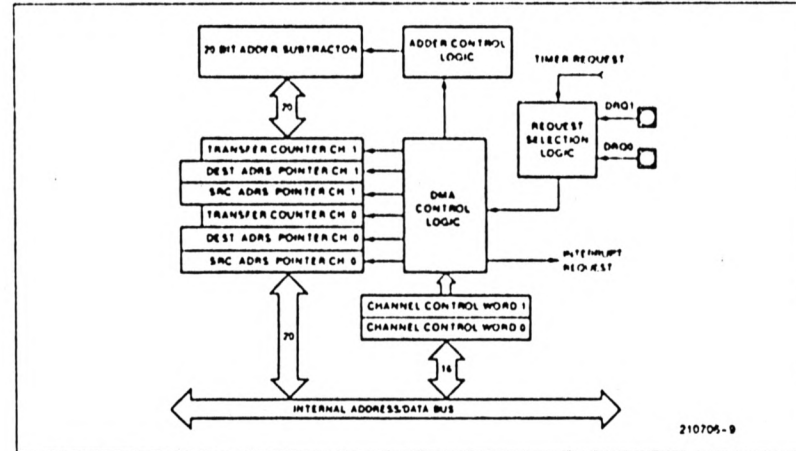 20 BIT ADDER SUBTRACTOR
ADDER CONTROL
LOGIC
TIMER REQUEST
20
DRQ1
REQUEST
SELECTION
LOGIC
DRQ0
TRANSFER COUNTER CH 1
DEST ADRS POINTER CH 1
SRC ADRS POINTER CH 1
TRANSFER COUNTER CH 0
DEST ADRS POINTER CH 0
SRC ADRS POINTER CH 0
DMA
CONTROL
LOGIC
INTERRUPT
REQUEST
CHANNEL CONTROL WORD 1
CHANNEL CONTROL WORD 0
20
16
INTERNAL ADDRESS/DATA BUS
210706-9